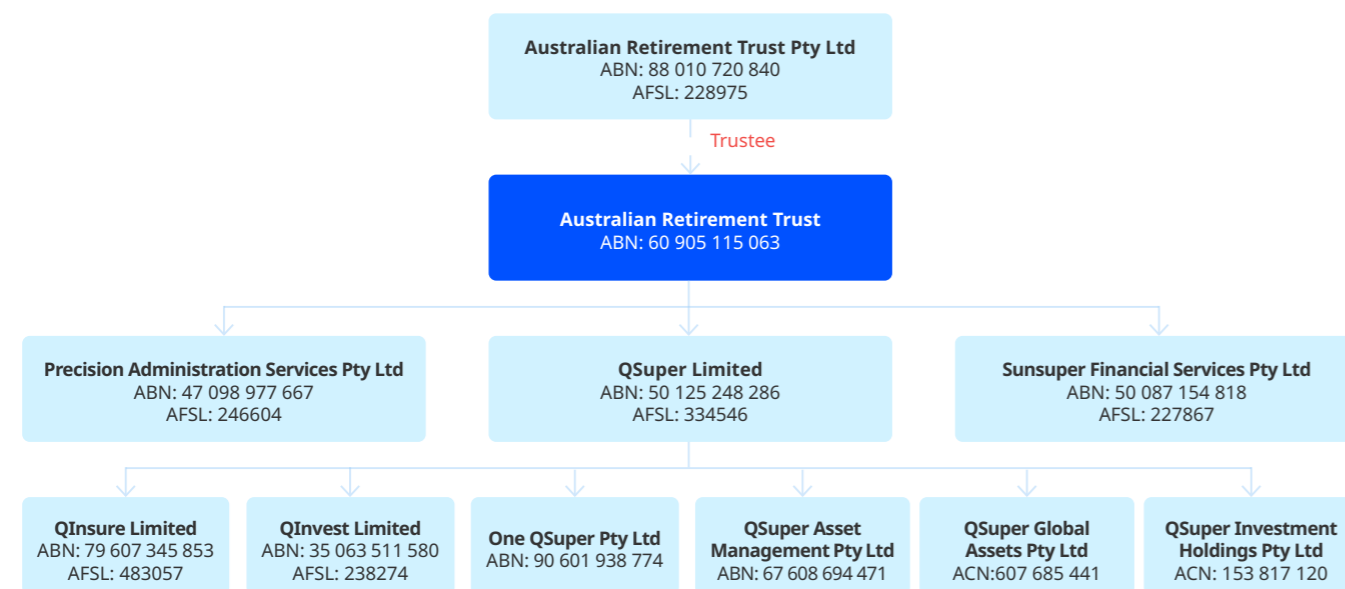 Australian Retirement Trust Pty Ltd
ABN: 88 010 720 840
AFSL: 228975
Trustee
Australian Retirement Trust
ABN: 60 905 115 063
Precision Administration Services Pty Ltd
ABN: 47 098 977 667
AFSL: 246604
QSuper Limited
ABN: 50 125 248 286
AFSL: 334546
Sunsuper Financial Services Pty Ltd
ABN: 50 087 154 818
AFSL: 227867
QInsure Limited
ABN: 79 607 345 853
AFSL: 483057
QInvest Limited
ABN: 35 063 511 580
AFSL: 238274
One QSuper Pty Ltd
ABN: 90 601 938 774
QSuper Asset
Management Pty Ltd
ABN: 67 608 694 471
QSuper Global
Assets Pty Ltd
ACN:607 685 441
QSuper Investment
Holdings Pty Ltd
ACN: 153 817 120